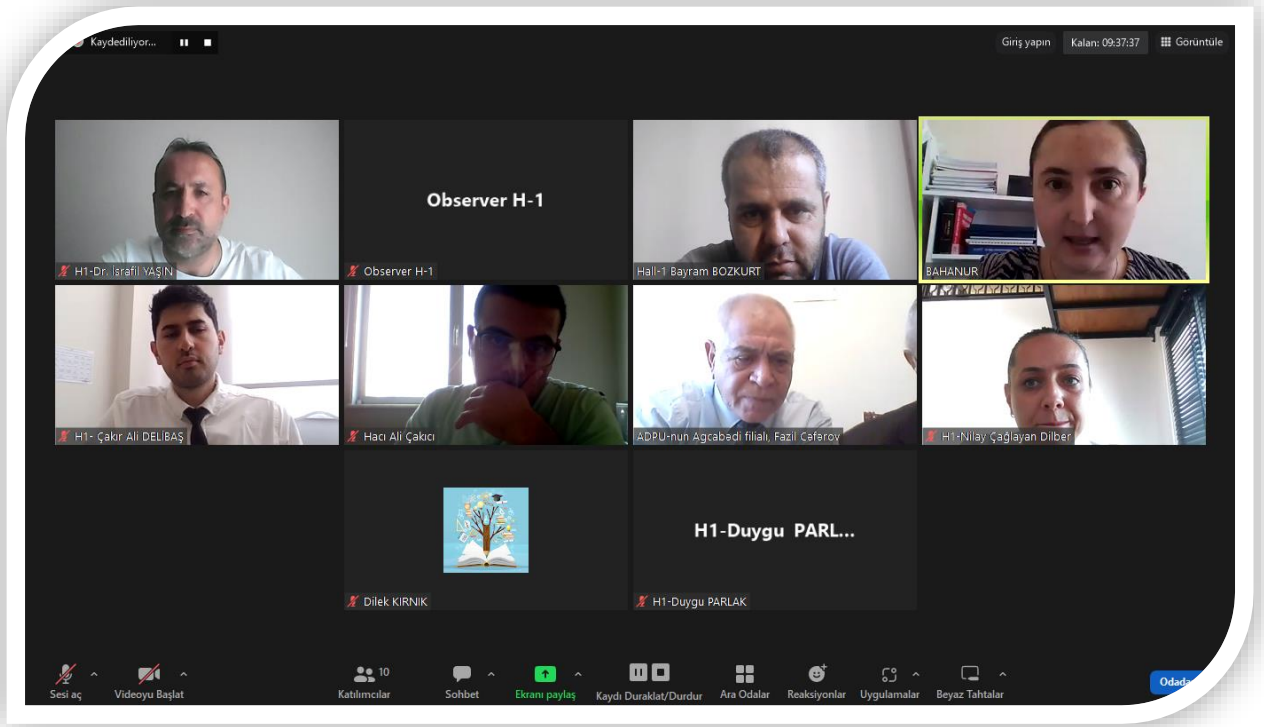 Kaydediliyor...
Giriş yapın
Kalan: 09:37:37
Görüntüle
H1-Dr. İsrafil YAŞIN
Observer H-1
Observer H-1
Hall-1 Bayram BOZKURT
BAHANUR
H1- Çakır Ali DELİBAŞ
Hacı Ali Çakıcı
ADPU-nun Ağcabədi filialı, Fazil Cəfərov
H1-Nilay Çağlayan Dilber
Dilek KIRNIK
H1-Duygu PARL...
H1-Duygu PARLAK
Sesi aç
Videoyu Başlat
10
Katılımcılar
Sohbet
Ekranı paylaş
Kaydı Duraklat/Durdur
Ara Odalar
Reaksiyonlar
Uygulamalar
Beyaz Tahtalar